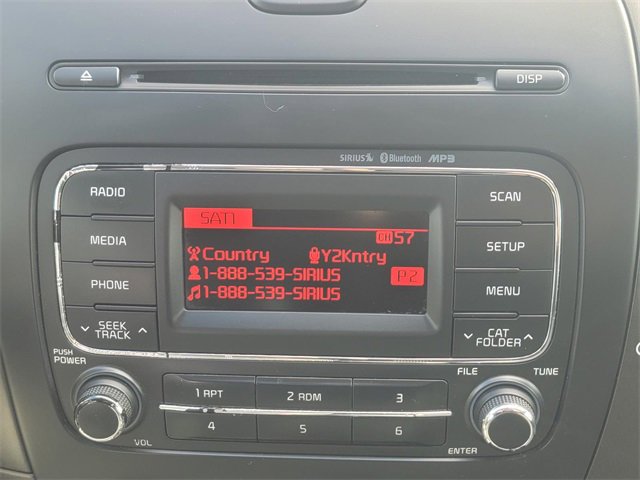 DISP
SIRIUS Bluetooth MP3
RADIO
MEDIA
PHONE
SEEK
TRACK
SAT1
CH 57
Country Y2Kntry
1-888-539-SIRIUS P2
1-888-539-SIRIUS
SCAN
SETUP
MENU
CAT
FOLDER
PUSH
POWER
VOL
1 RPT 2 RDM 3
4 5 6
FILE TUNE
ENTER